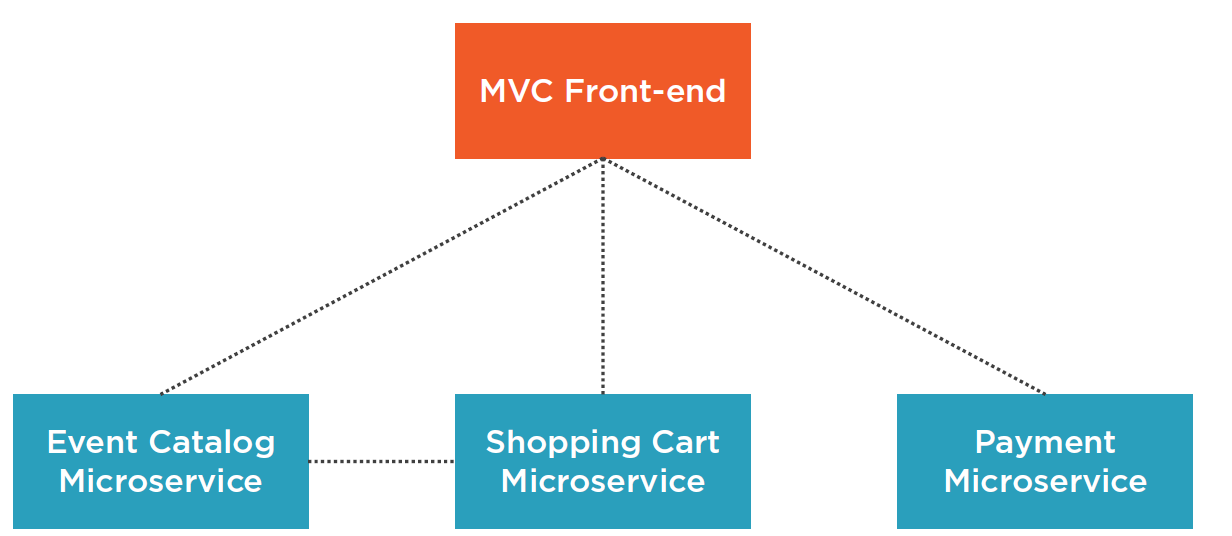 MVC Front-end
Event Catalog
Microservice
Shopping Cart
Microservice
Payment
Microservice